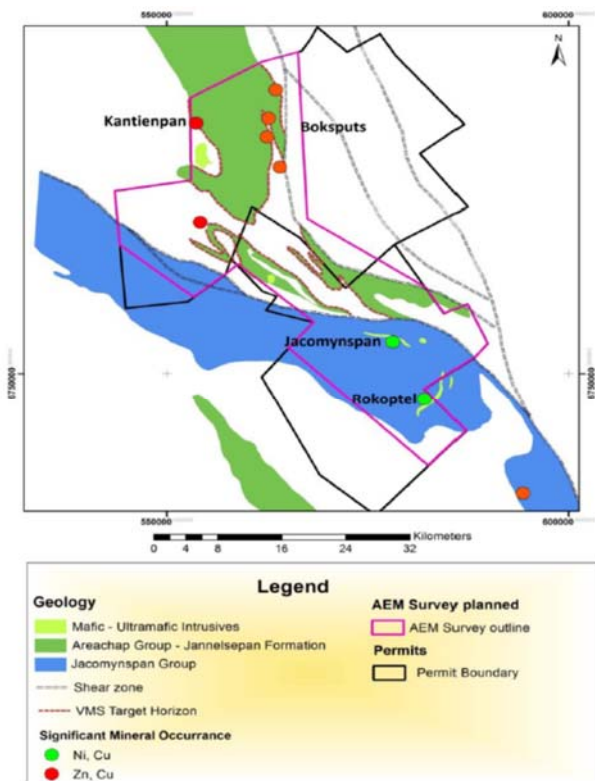 550000
600000
N
Kantienpan
Boksputs
Jacomynspan
Rokoptel
6750000
6750000
550000
600000
Kilometers
0 4 8 16 24 32
Legend
Geology
Mafic - Ultramafic Intrusives
Areachap Group - Jannelsepan Formation
Jacomynspan Group
Shear zone
VMS Target Horizon
Significant Mineral Occurrance
Ni, Cu
Zn, Cu
AEM Survey planned
AEM Survey outline
Permits
Permit Boundary